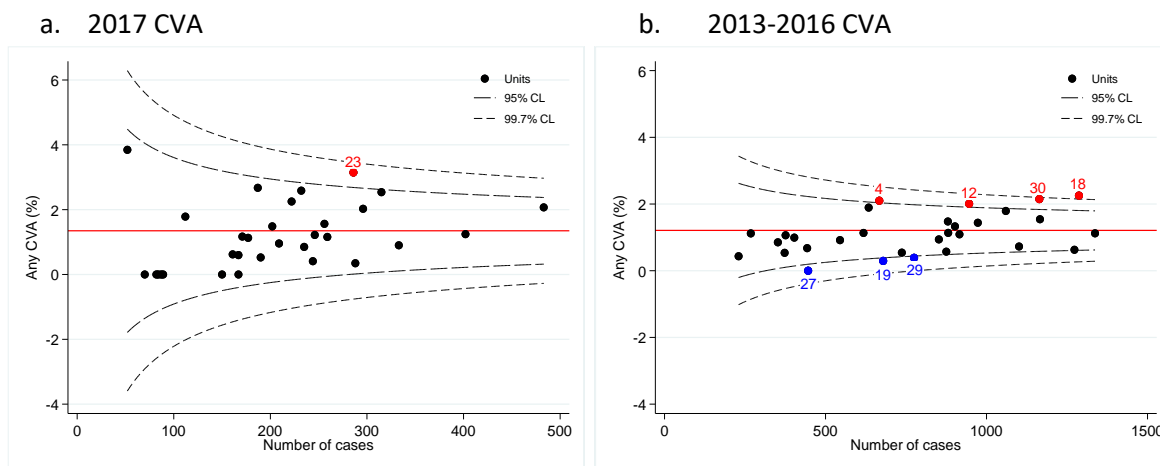 a. 2017 CVA
b. 2013-2016 CVA
6
4
2
0
-2
-4
Any CVA (%)
0 100 200 300 400 500
Number of cases
Units
95% CL
99.7% CL
23
6
4
2
0
-2
-4
Any CVA (%)
0 500 1000 1500
Number of cases
Units
95% CL
99.7% CL
4 12 30 18
27 19 29